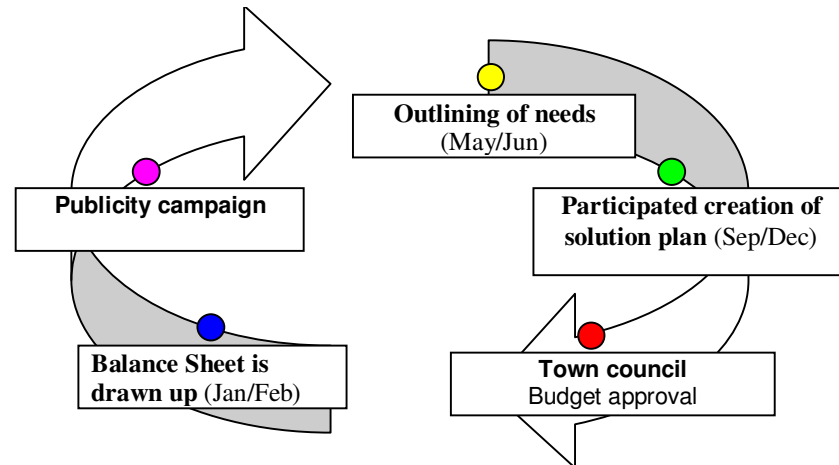 Outlining of needs
(May/Jun)
Participated creation of
solution plan (Sep/Dec)
Town council
Budget approval
Balance Sheet is
drawn up (Jan/Feb)
Publicity campaign